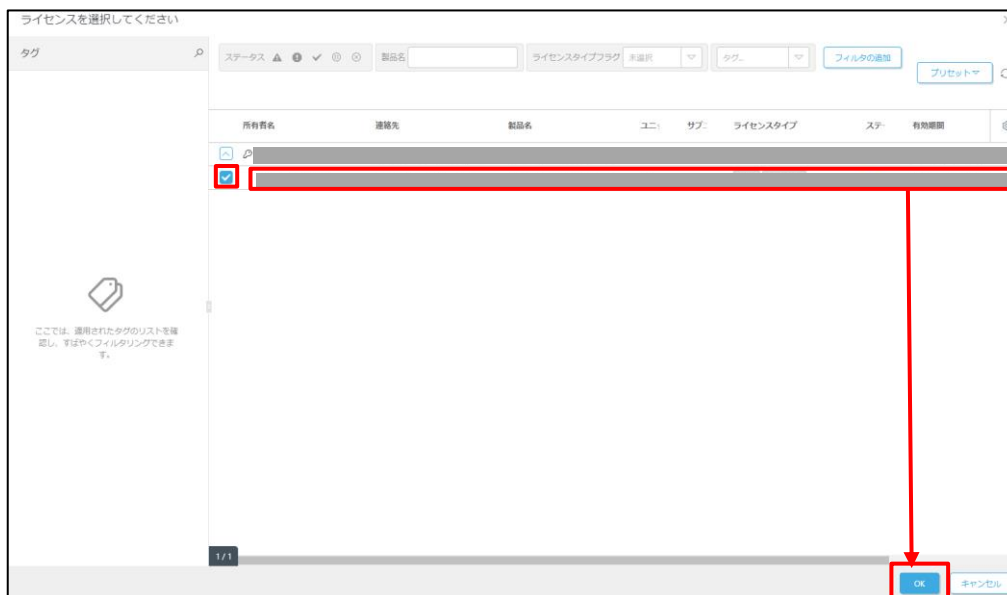 ライセンスを選択してください
タグ
ステータス 製品名 ライセンスタイプフラグ 未選択 タグ... フィルタの追加
プリセット
所有者名 連絡先 製品名 ユニ サブ ライセンスタイプ ステ 有効期間
ここでは、適用されたタグのリストを確
認し、すばやくフィルタリングできま
す。
1/1
OK キャンセル